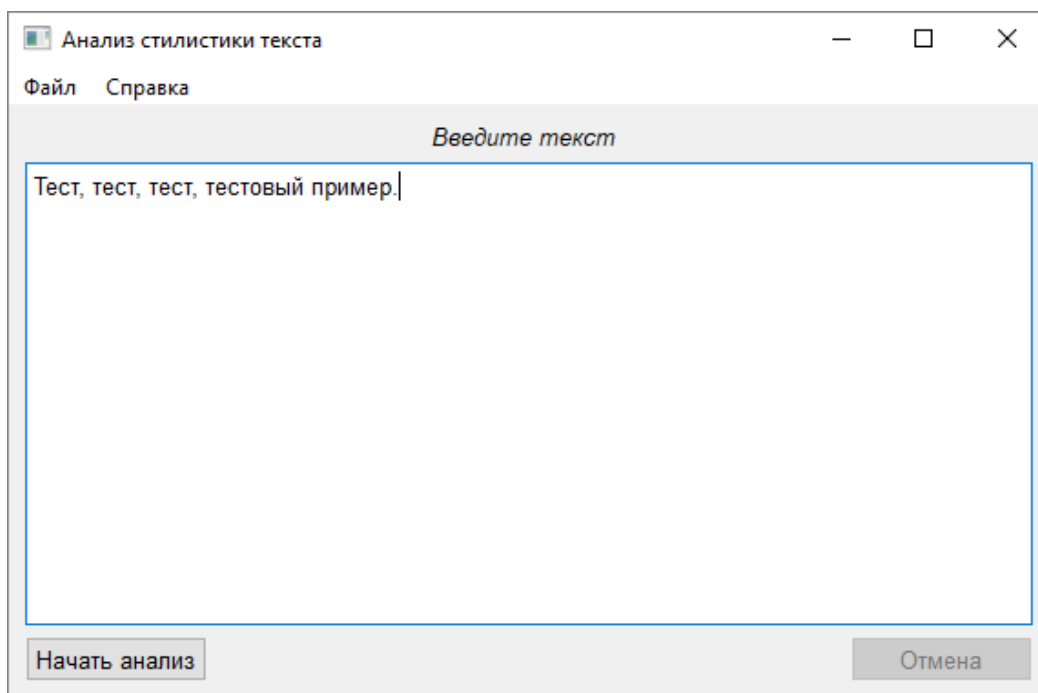 Анализ стилистики текста
Файл Справка
Введите текст
Тест, тест, тест, тестовый пример.
Начать анализ Отмена